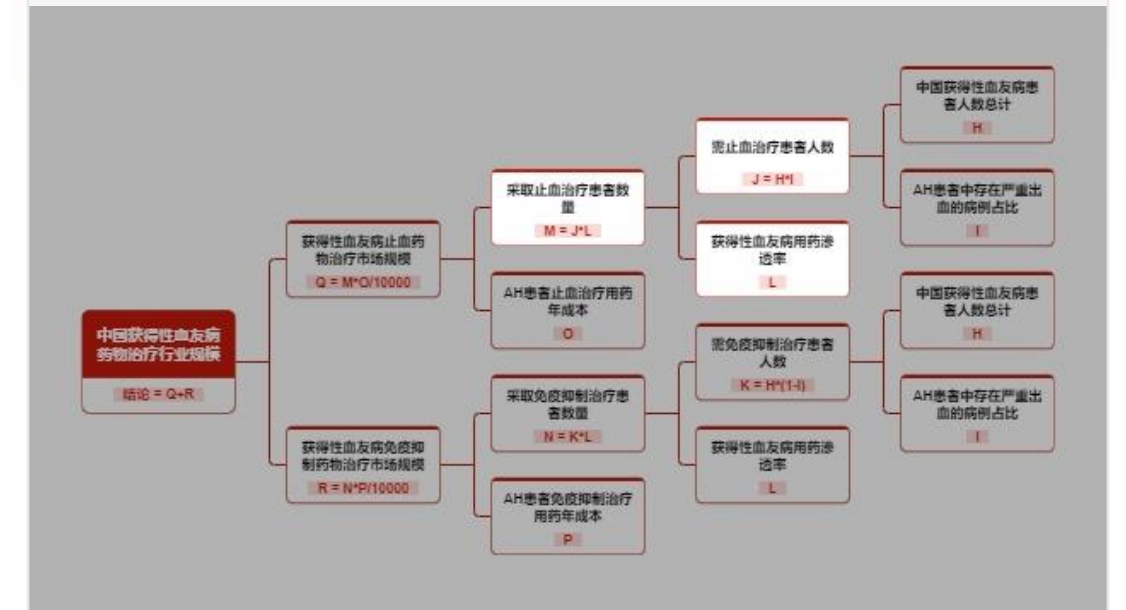 中国获得性血友病
药物治疗行业规模
结论 = Q+R
获得性血友病止血药
物治疗市场规模
Q = M*O/10000
获得性血友病免疫抑
制药物治疗市场规模
R = N*P/10000
采取止血治疗患者数
量
M = J*L
AH患者止血治疗用药
年成本
O
采取免疫抑制治疗患
者数量
N = K*L
AH患者免疫抑制治疗
用药年成本
P
需止血治疗患者人数
J = H*I
获得性血友病用药渗
透率
L
需免疫抑制治疗患者
人数
K = H*(1-I)
获得性血友病用药渗
透率
L
中国获得性血友病患
者人数总计
H
AH患者中存在严重出
血的病例占比
I
中国获得性血友病患
者人数总计
H
AH患者中存在严重出
血的病例占比
I